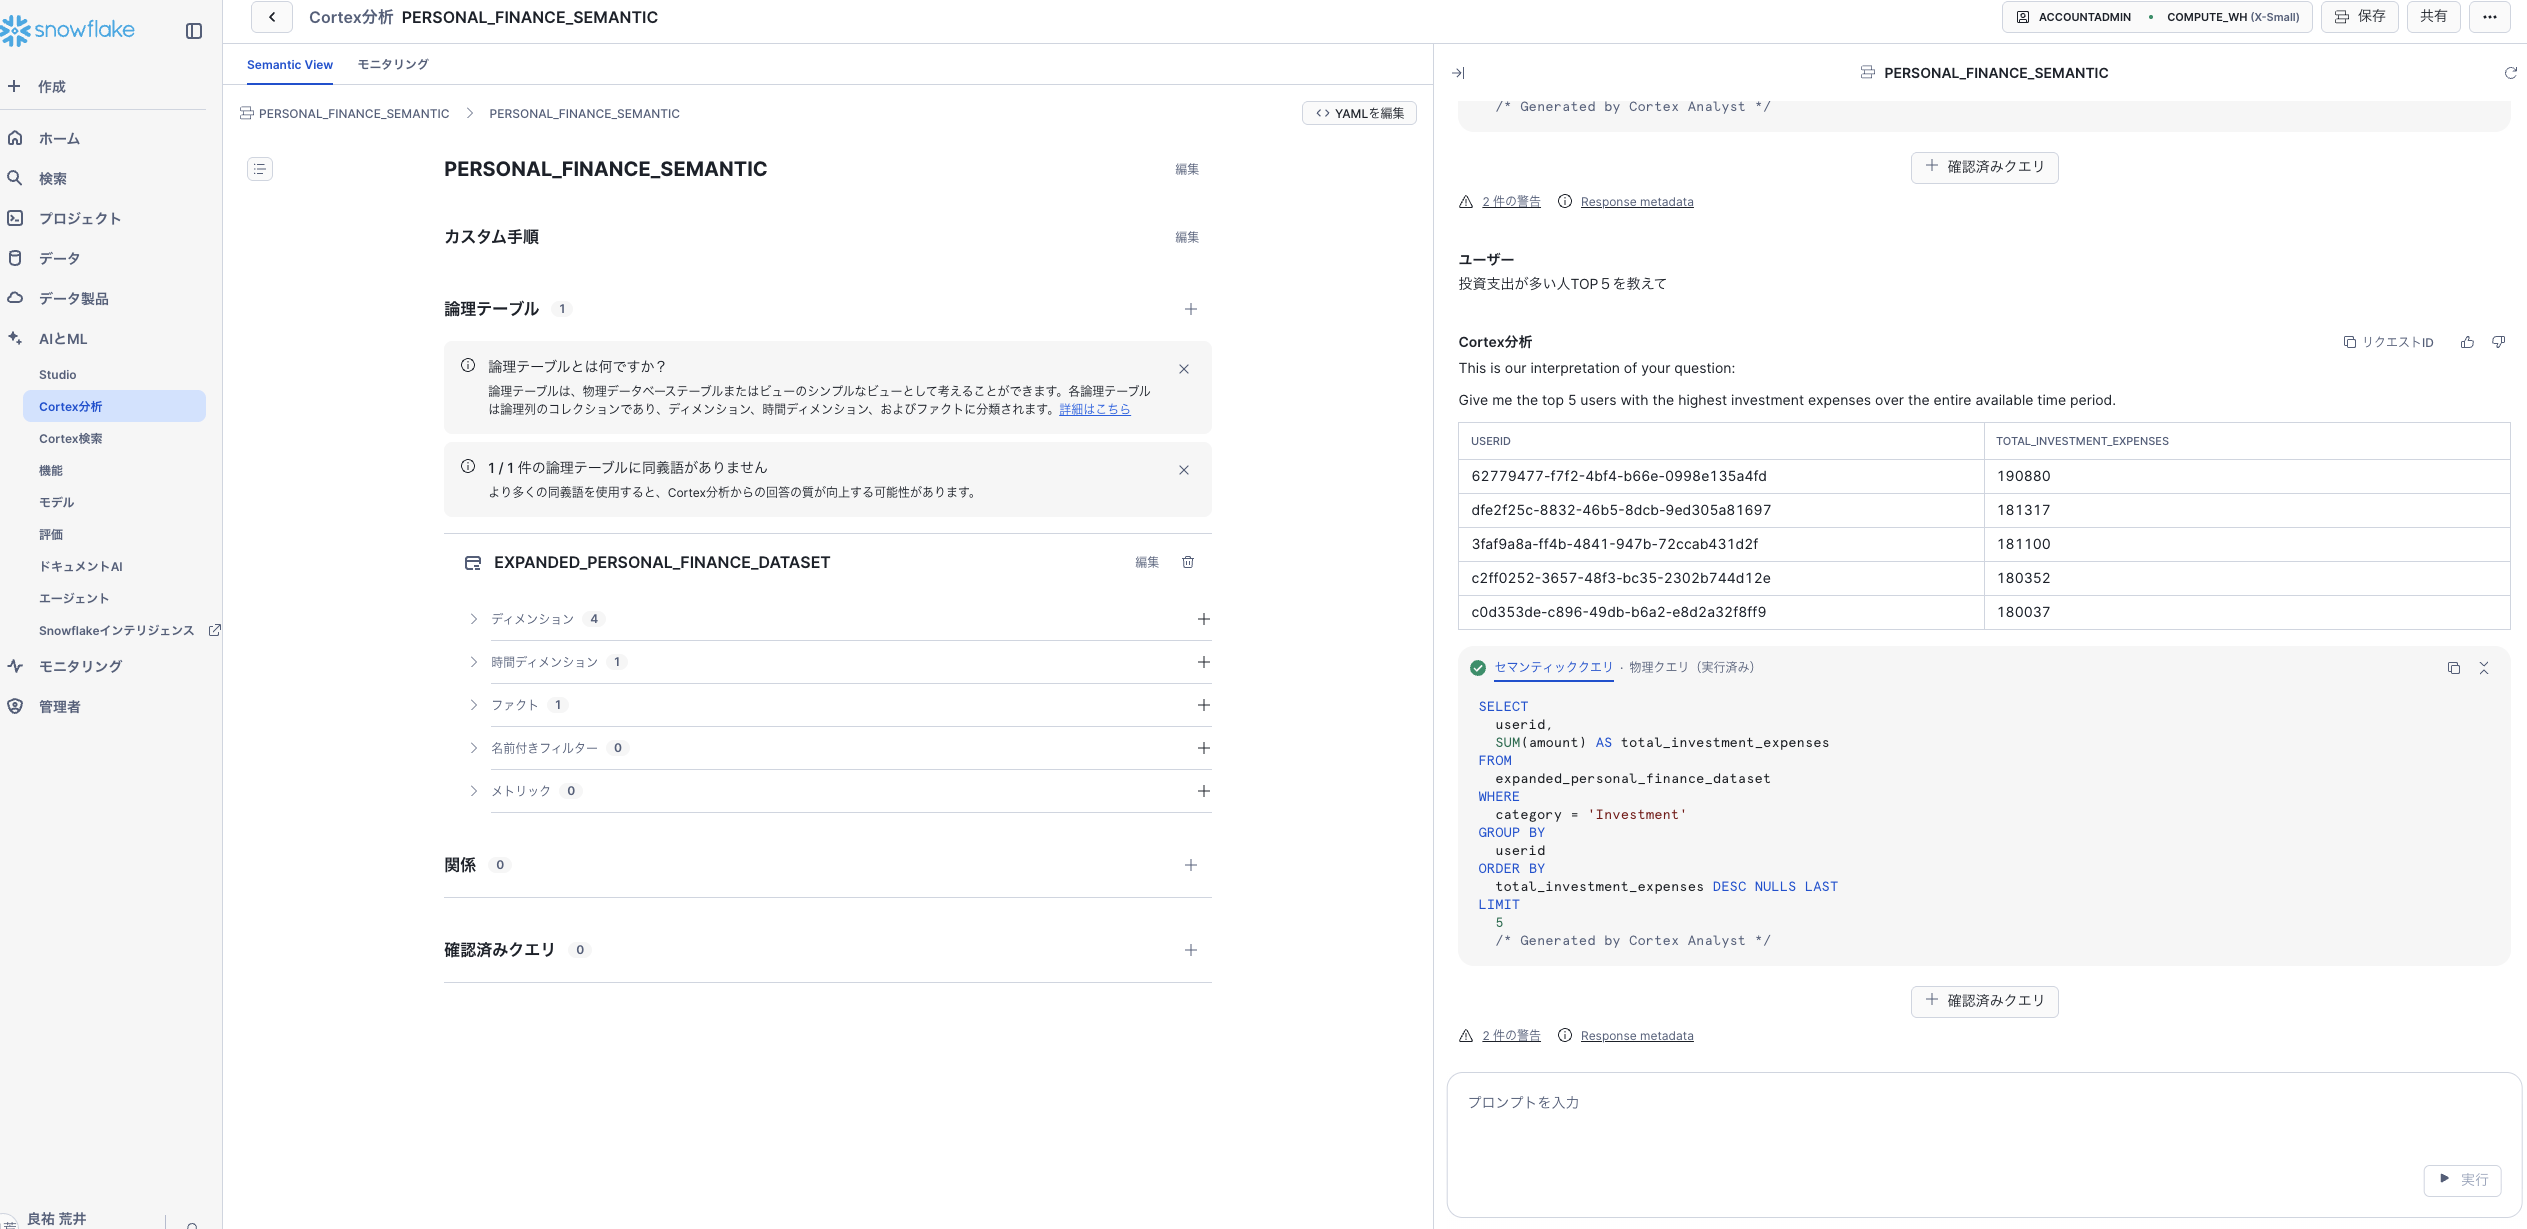 snowflake
作成
ホーム
検索
プロジェクト
データ
データ製品
AIとML
Studio
Cortex分析
Cortex検索
機能
モデル
評価
ドキュメントAI
エージェント
Snowflakeインテリジェンス
モニタリング
管理者
良祐 荒井
Cortex分析 PERSONAL_FINANCE_SEMANTIC
ACCOUNTADMIN • COMPUTE_WH (X-Small)
保存
共有
Semantic View モニタリング
PERSONAL_FINANCE_SEMANTIC > PERSONAL_FINANCE_SEMANTIC
<> YAMLを編集
PERSONAL_FINANCE_SEMANTIC 編集
カスタム手順 編集
論理テーブル 1
論理テーブルとは何ですか？
論理テーブルは、物理データベーステーブルまたはビューのシンプルなビューとして考えることができます。各論理テーブル
は論理列のコレクションであり、ディメンション、時間ディメンション、およびファクトに分類されます。詳細はこちら
1 / 1 件の論理テーブルに同義語がありません
より多くの同義語を使用すると、Cortex分析からの回答の質が向上する可能性があります。
EXPANDED_PERSONAL_FINANCE_DATASET 編集
ディメンション 4
時間ディメンション 1
ファクト 1
名前付きフィルター 0
メトリック 0
関係 0
確認済みクエリ 0
PERSONAL_FINANCE_SEMANTIC
/* Generated by Cortex Analyst */
+ 確認済みクエリ
2 件の警告 Response metadata
ユーザー
投資支出が多い人TOP５を教えて
Cortex分析 リクエストID
This is our interpretation of your question:
Give me the top 5 users with the highest investment expenses over the entire available time period.
USERID TOTAL_INVESTMENT_EXPENSES
62779477-f7f2-4bf4-b66e-0998e135a4fd 190880
dfe2f25c-8832-46b5-8dcb-9ed305a81697 181317
3faf9a8a-ff4b-4841-947b-72ccab431d2f 181100
c2ff0252-3657-48f3-bc35-2302b744d12e 180352
c0d353de-c896-49db-b6a2-e8d2a32f8ff9 180037
セマンティッククエリ · 物理クエリ（実行済み）
SELECT
userid,
SUM(amount) AS total_investment_expenses
FROM
expanded_personal_finance_dataset
WHERE
category = 'Investment'
GROUP BY
userid
ORDER BY
total_investment_expenses DESC NULLS LAST
LIMIT
5
/* Generated by Cortex Analyst */
+ 確認済みクエリ
2 件の警告 Response metadata
プロンプトを入力
実行